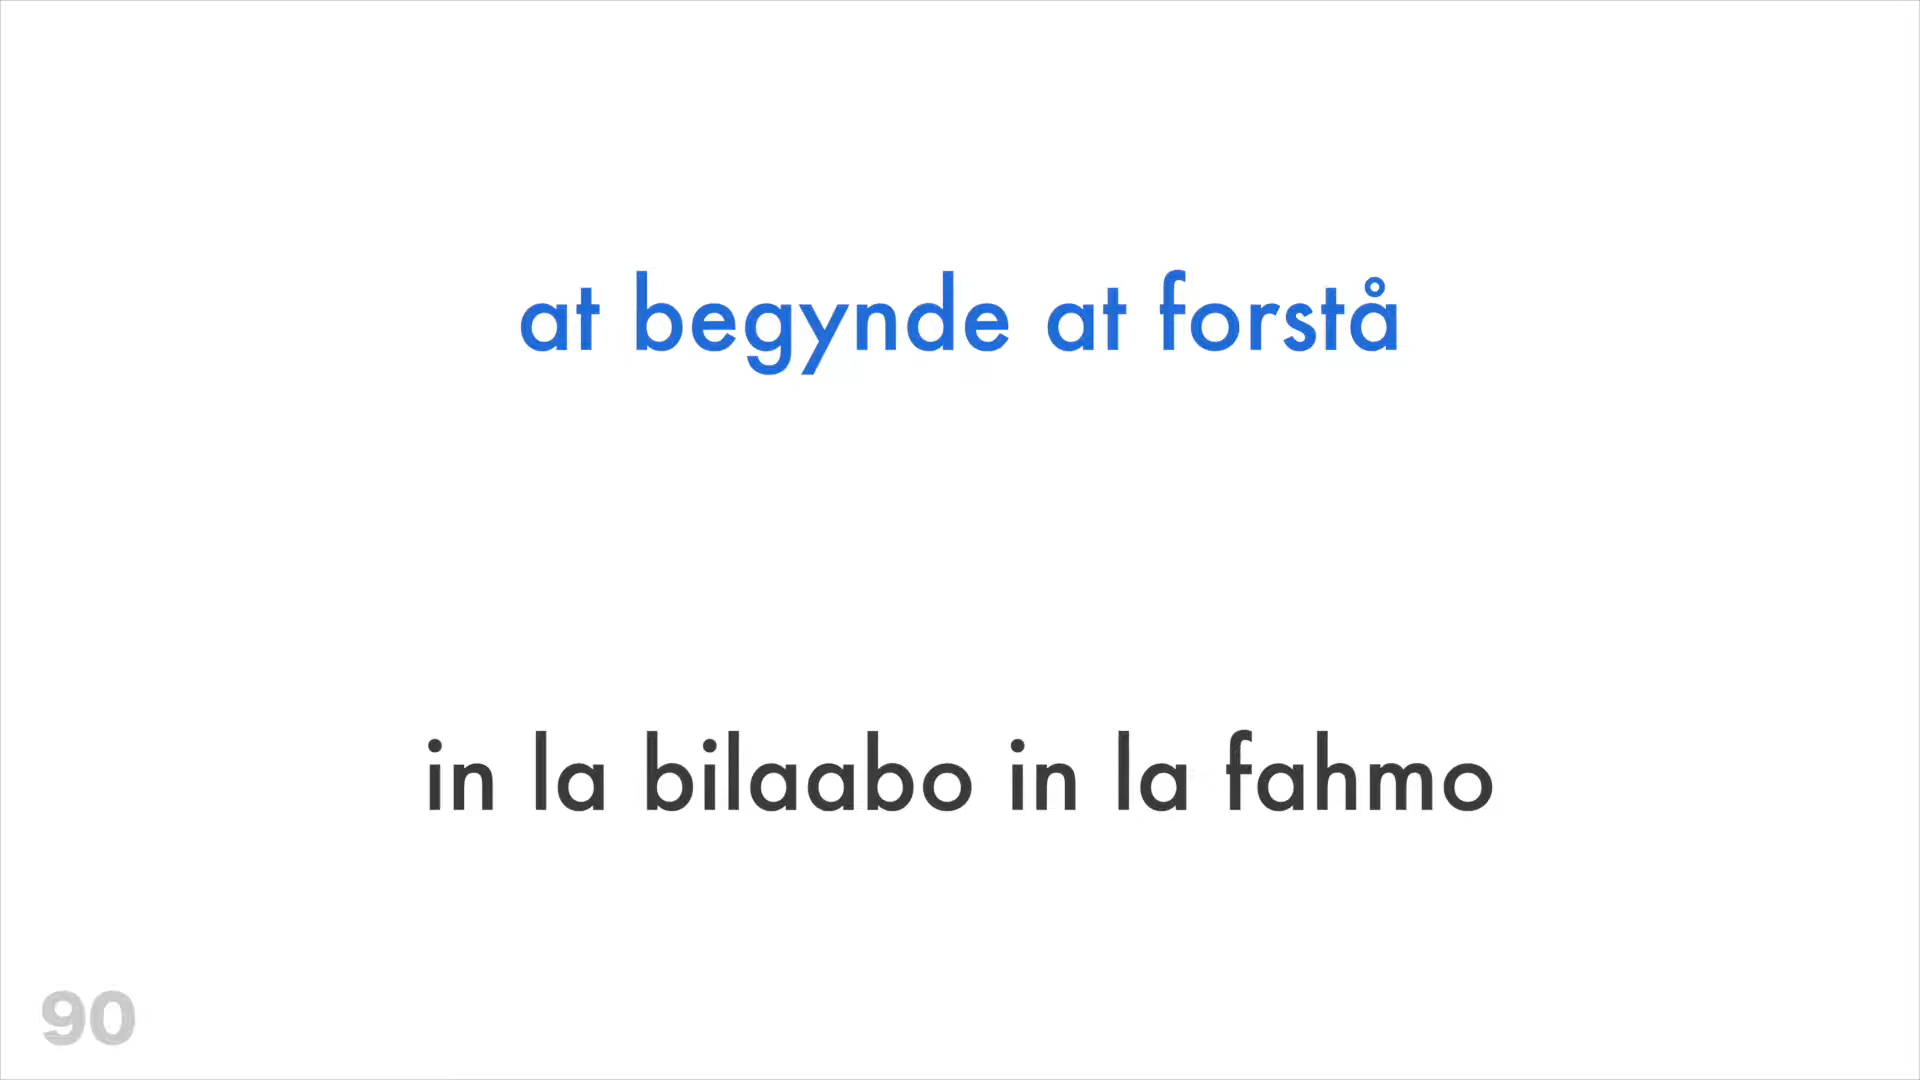 at begynde at forstå
in la bilaabo in la fahmo
90